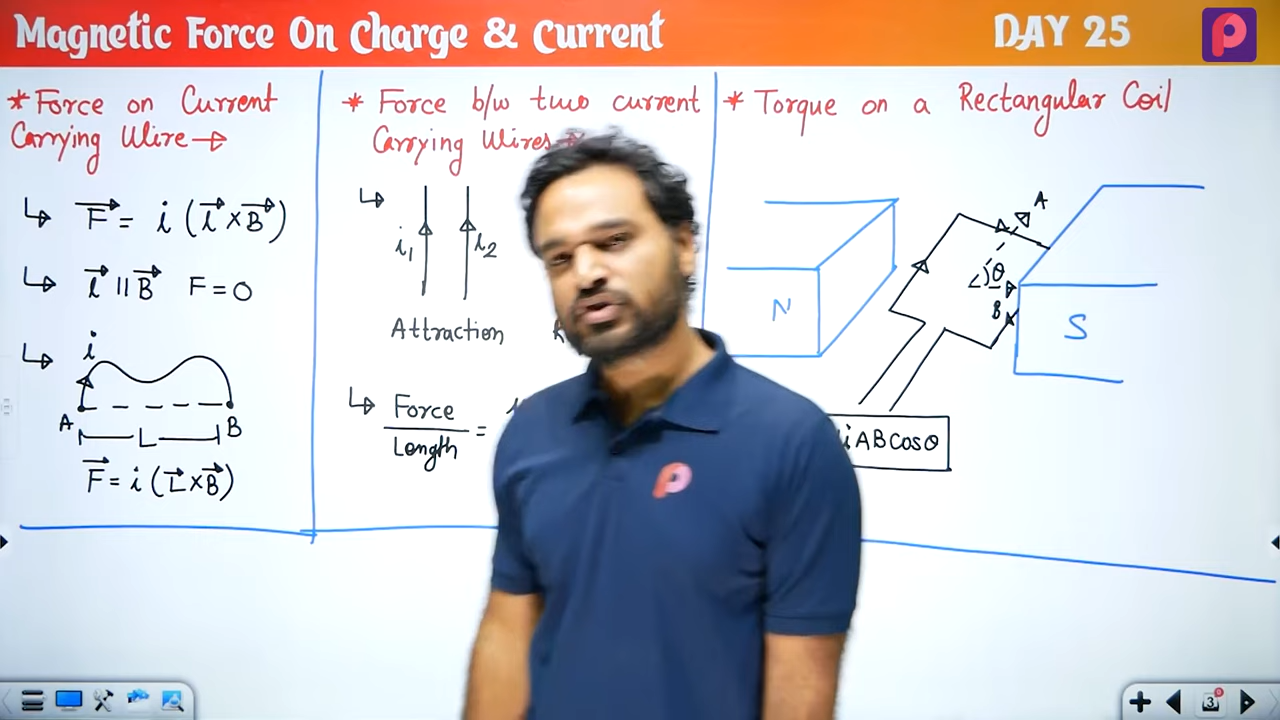 Magnetic Force On Charge & Current
DAY 25
* Force on Current
Carrying Wire →
↳ F⃗ = i (l⃗ × B⃗)
↳ l⃗ || B⃗ F = 0
↳ i
A B
L
F⃗ = i (L⃗ × B⃗)
* Force b/w two current
Carrying Wires
↳ i₁ i₂
Attraction
↳ Force
Length =
* Torque on a Rectangular Coil
N
A
θ
B
S
iABCosθ
3